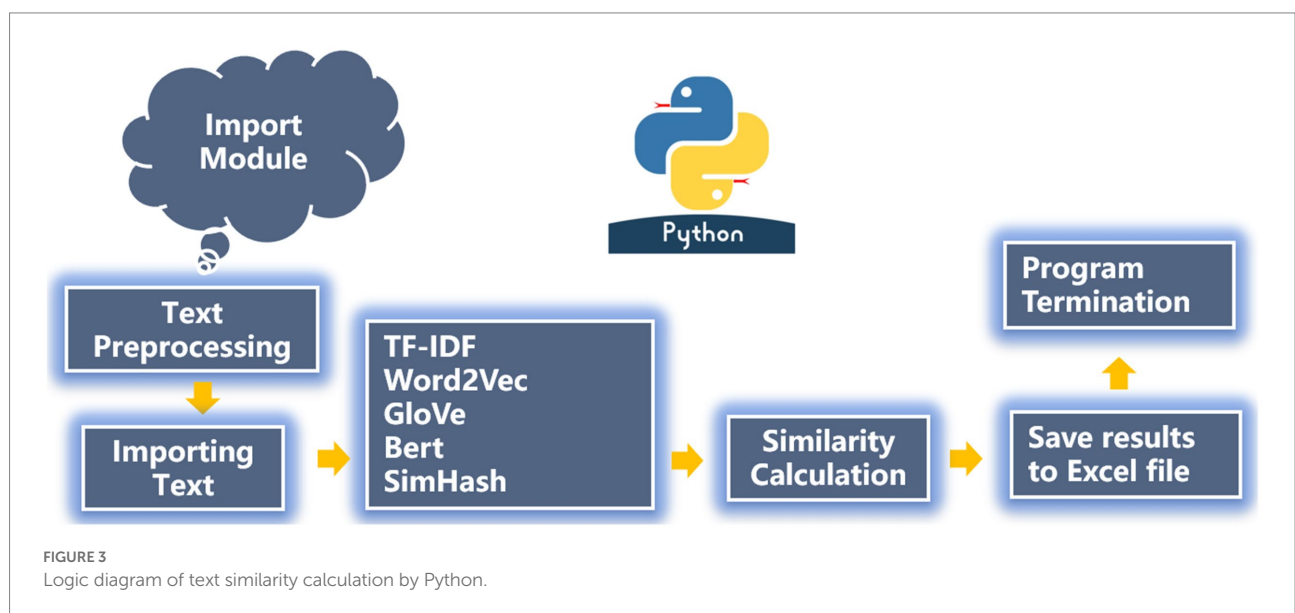 Import
Module
Python
Text
Preprocessing
Importing
Text
TF-IDF
Word2Vec
GloVe
Bert
SimHash
Similarity
Calculation
Save results
to Excel file
Program
Termination
FIGURE 3
Logic diagram of text similarity calculation by Python.